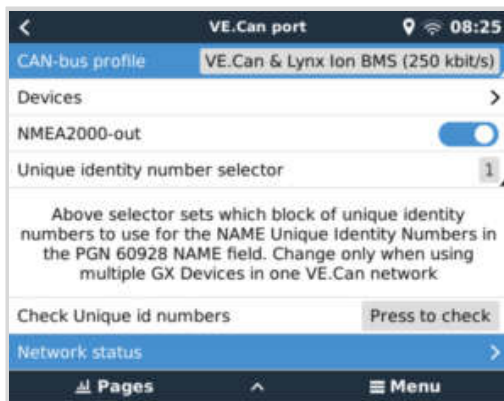 VE.Can port 08:25
CAN-bus profile VE.Can & Lynx Ion BMS (250 kbit/s)
Devices
NMEA2000-out
Unique identity number selector 1
Above selector sets which block of unique identity
numbers to use for the NAME Unique Identity Numbers in
the PGN 60928 NAME field. Change only when using
multiple GX Devices in one VE.Can network
Check Unique id numbers Press to check
Network status
Pages Menu